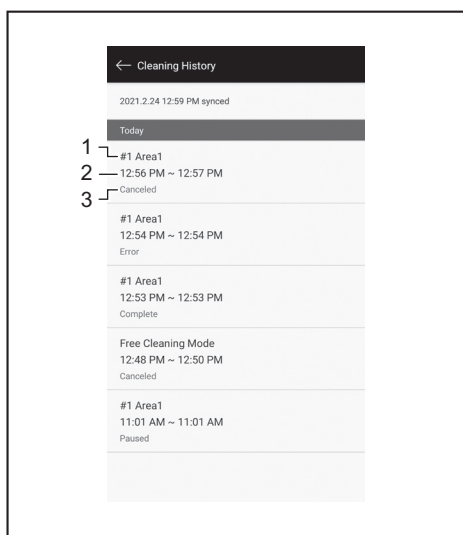 ← Cleaning History
2021.2.24 12:59 PM synced
Today
1
#1 Area1
2
12:56 PM ~ 12:57 PM
3
Canceled
#1 Area1
12:54 PM ~ 12:54 PM
Error
#1 Area1
12:53 PM ~ 12:53 PM
Complete
Free Cleaning Mode
12:48 PM ~ 12:50 PM
Canceled
#1 Area1
11:01 AM ~ 11:01 AM
Paused